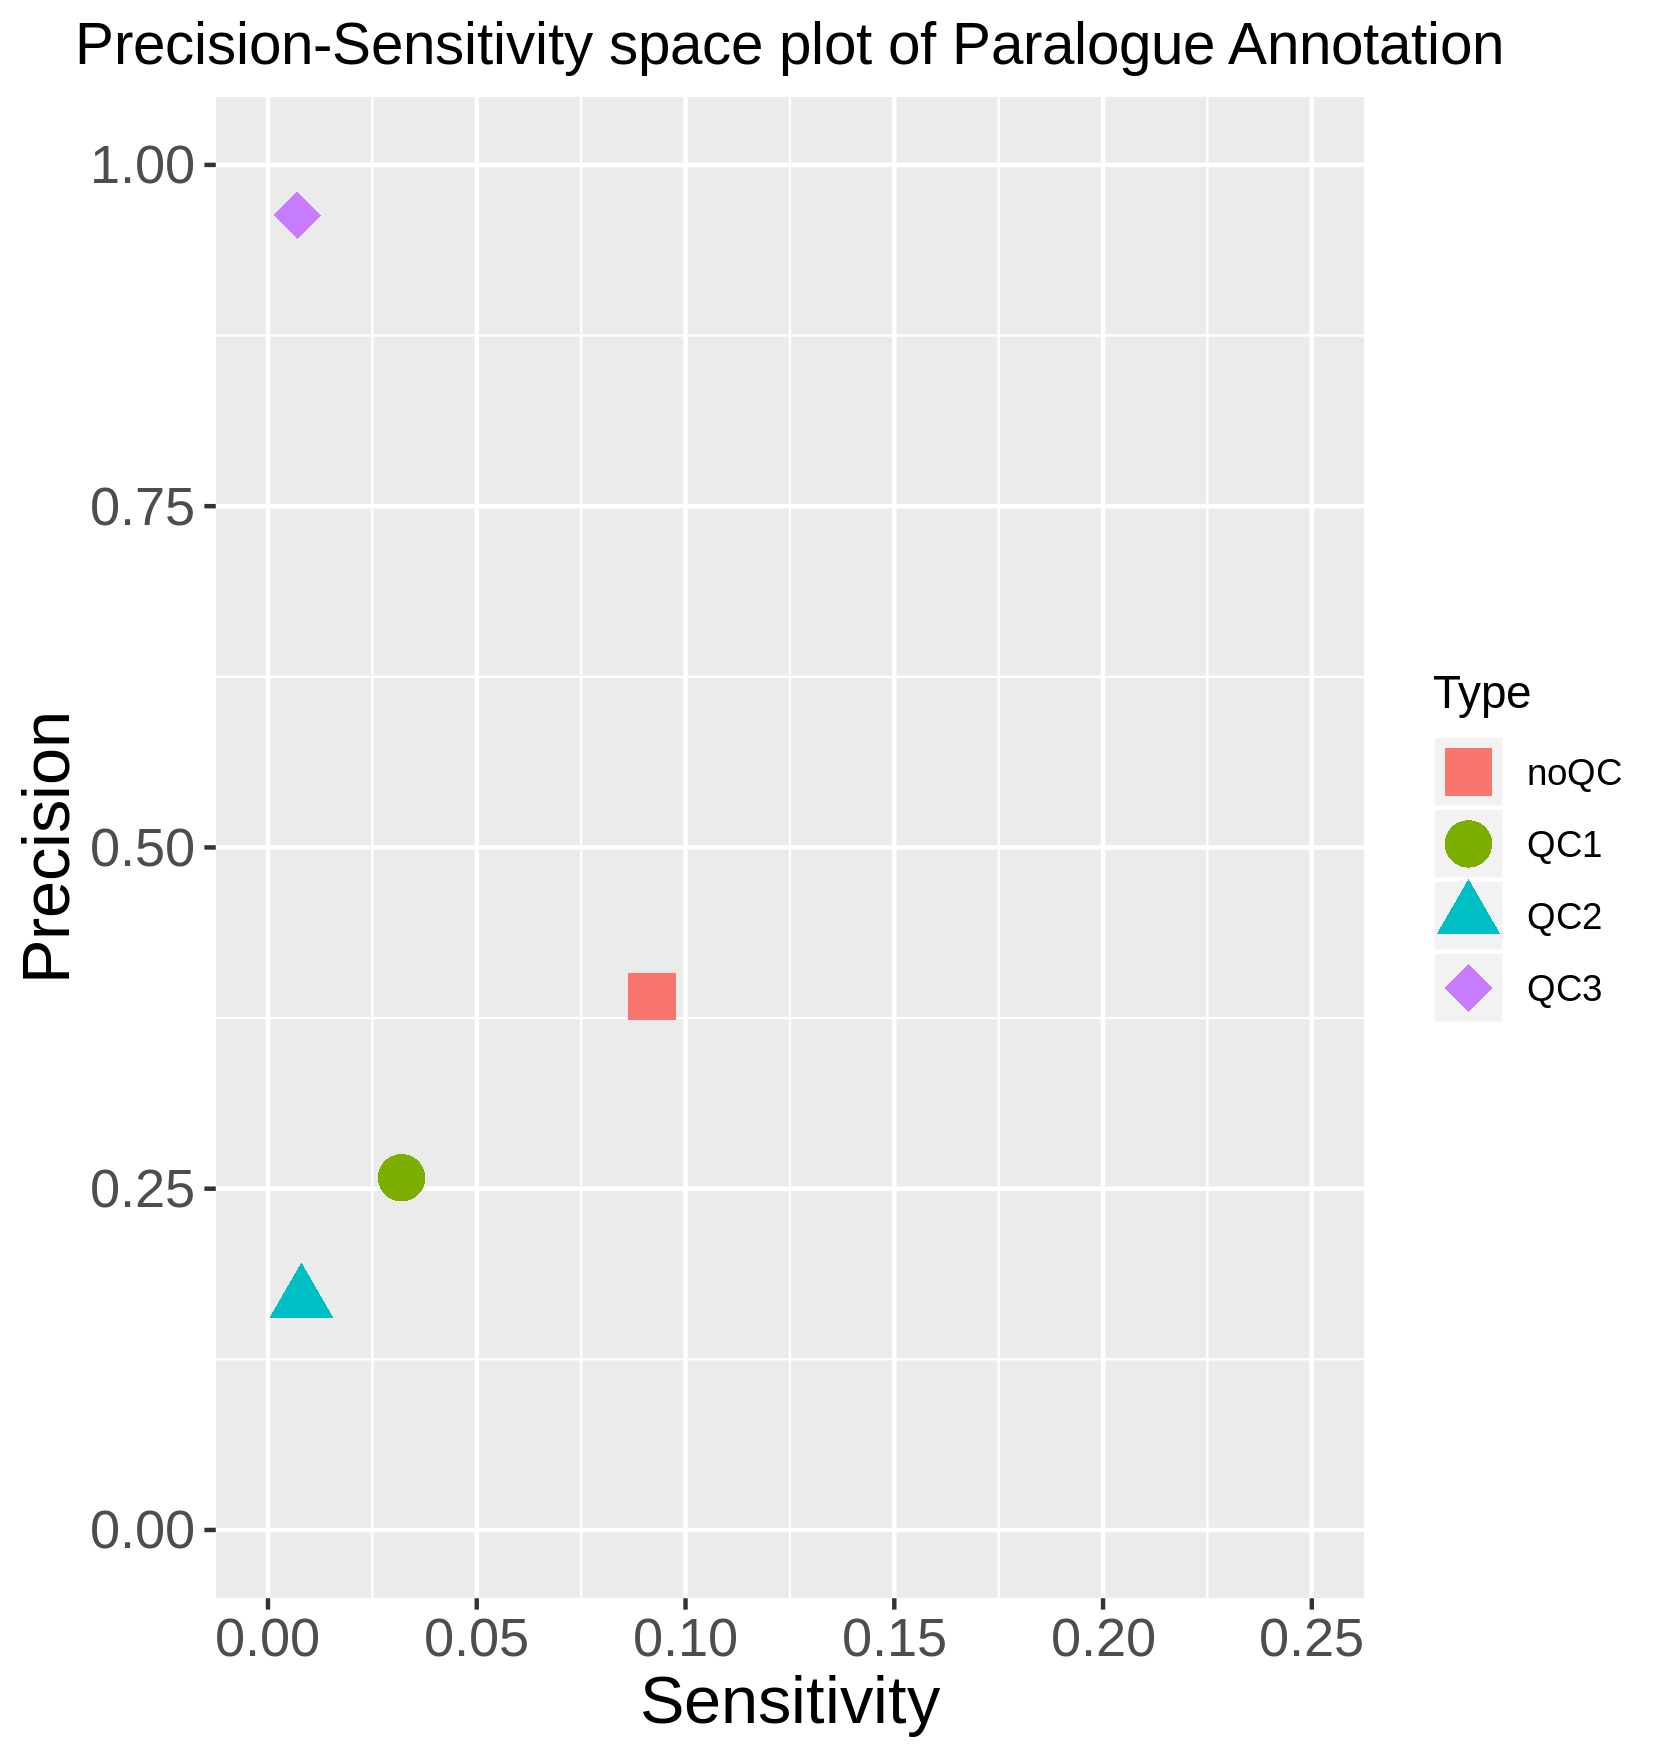 Precision-Sensitivity space plot of Paralogue Annotation
1.00
0.75
0.50
0.25
0.00
Precision
0.00 0.05 0.10 0.15 0.20 0.25
Sensitivity
Type
noQC
QC1
QC2
QC3